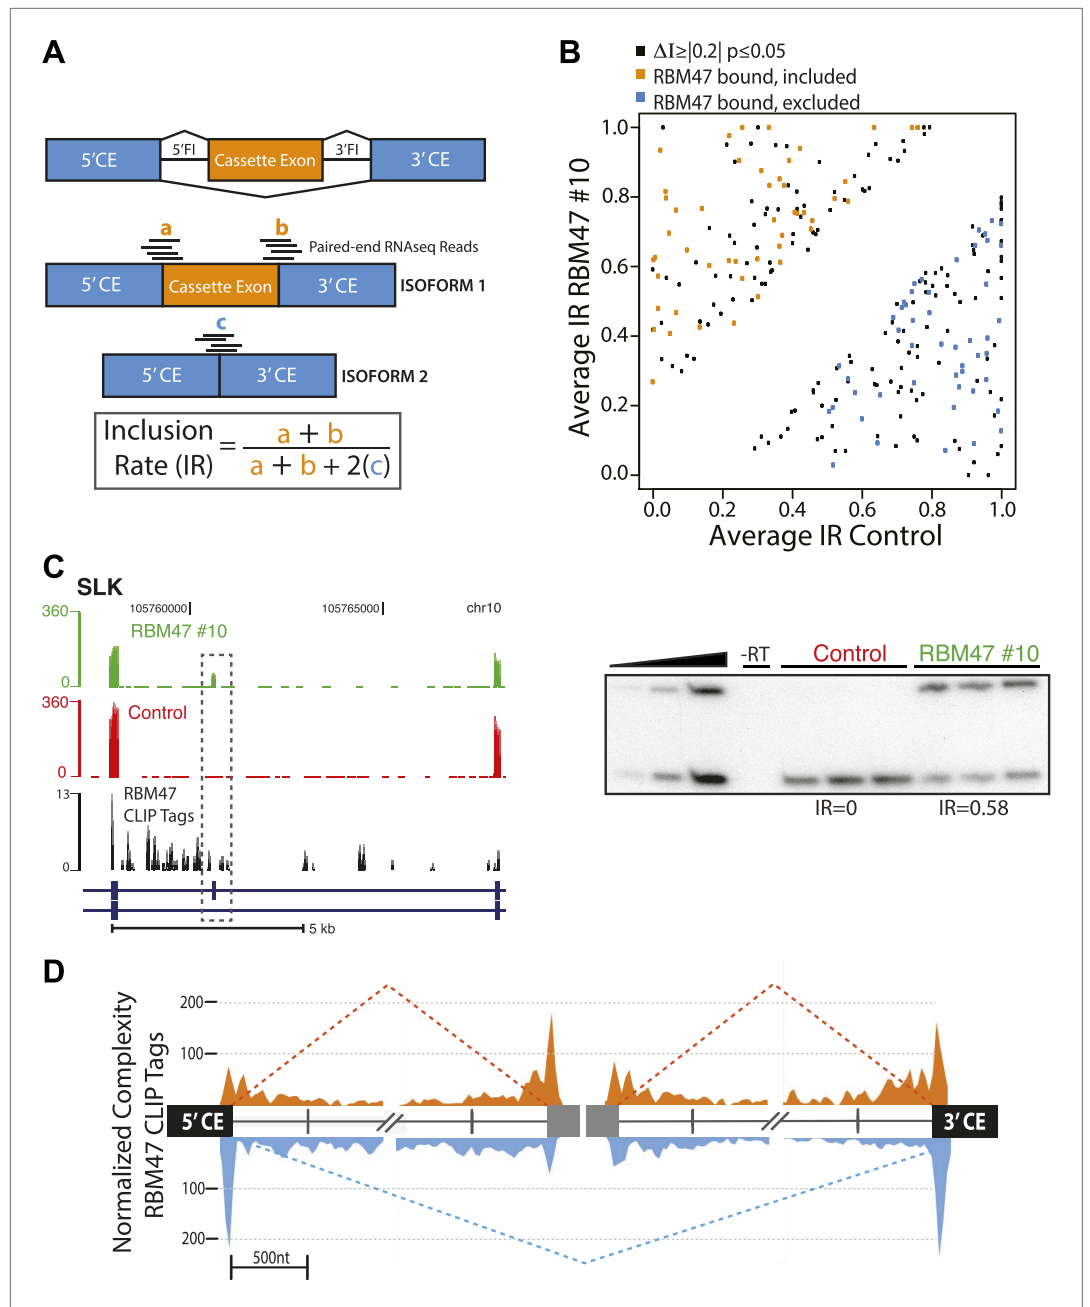 A
5'CE
5'FI
Cassette Exon
3'FI
3'CE
a
b
Paired-end RNAseq Reads
5'CE
Cassette Exon
3'CE
ISOFORM 1
c
5'CE
3'CE
ISOFORM 2
Inclusion Rate (IR) = a + b / a + b + 2(c)
B
ΔI≥|0.2| p≤0.05
RBM47 bound, included
RBM47 bound, excluded
Average IR RBM47 #10
1.0
0.8
0.6
0.4
0.2
0.0
0.0 0.2 0.4 0.6 0.8 1.0
Average IR Control
C
SLK
105760000 105765000 chr10
360
RBM47 #10
0
360
Control
0
13
RBM47
CLIP Tags
0
5 kb
-RT Control RBM47 #10
IR=0 IR=0.58
D
Normalized Complexity
RBM47 CLIP Tags
200
100
5'CE
3'CE
100
200
500nt